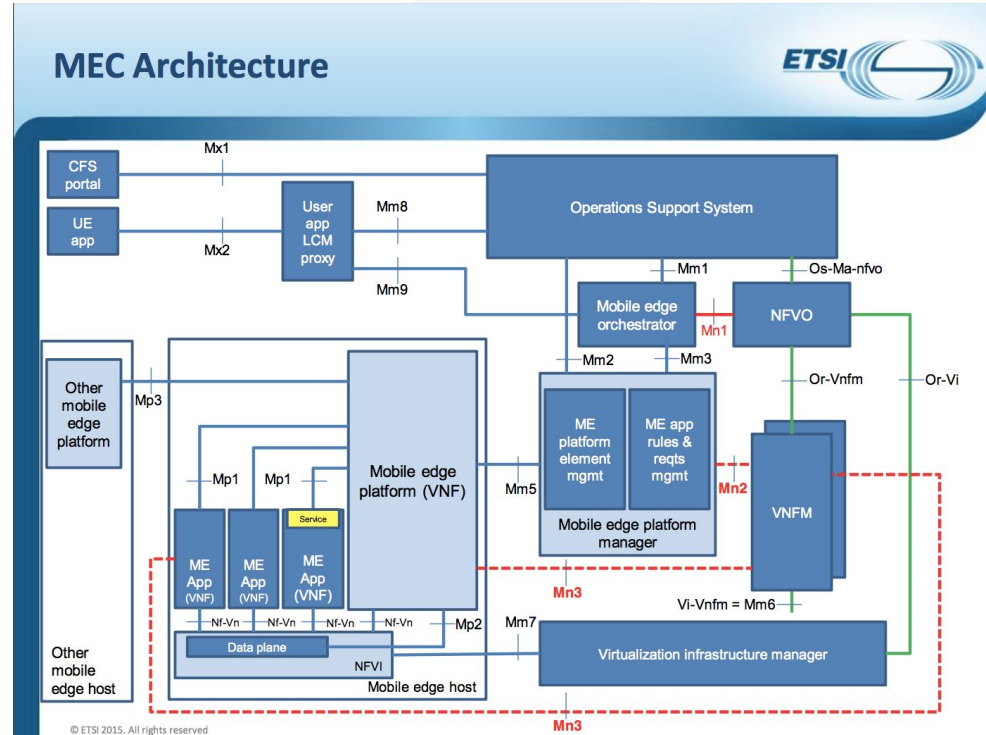 MEC Architecture
ETSI
CFS
portal
Mx1
Operations Support System
UE
app
Mx2
User
app
LCM
proxy
Mm8
Mm9
Mm1
Os-Ma-nfvo
Mobile edge
orchestrator
Mn1
NFVO
Mm2
Mm3
Or-Vnfm
Or-Vi
Other
mobile
edge
platform
Mp3
Mp1
Mp1
Mobile edge
platform (VNF)
Mm5
ME
platform
element
mgmt
ME app
rules &
reqts
mgmt
Mobile edge platform
manager
Mn2
VNFM
Service
ME
App
(VNF)
ME
App
(VNF)
ME
App
(VNF)
Mn3
Vi-Vnfm = Mm6
Nf-Vn
Nf-Vn
Nf-Vn
Nf-Vn
Mp2
Mm7
Data plane
NFVI
Virtualization infrastructure manager
Other
mobile
edge host
Mobile edge host
Mn3
© ETSI 2015. All rights reserved